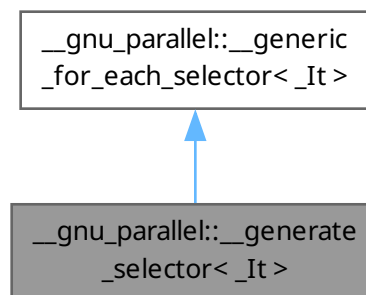 __gnu_parallel::__generic
_for_each_selector< _It >
__gnu_parallel::__generate
_selector< _It >